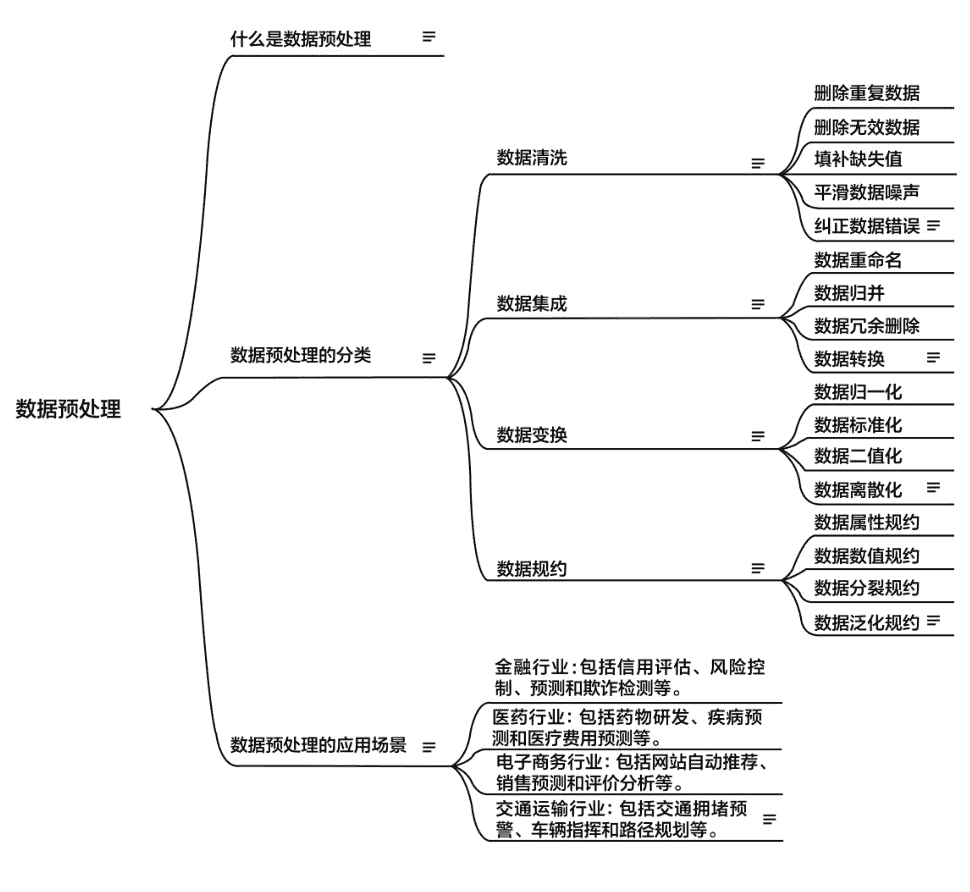 数据预处理
什么是数据预处理
数据预处理的分类
数据清洗
删除重复数据
删除无效数据
填补缺失值
平滑数据噪声
纠正数据错误
数据集成
数据重命名
数据归并
数据冗余删除
数据转换
数据变换
数据归一化
数据标准化
数据二值化
数据离散化
数据规约
数据属性规约
数据数值规约
数据分裂规约
数据泛化规约
数据预处理的应用场景
金融行业：包括信用评估、风险控
制、预测和欺诈检测等。
医药行业：包括药物研发、疾病预
测和医疗费用预测等。
电子商务行业：包括网站自动推荐、
销售预测和评价分析等。
交通运输行业：包括交通拥堵预
警、车辆指挥和路径规划等。